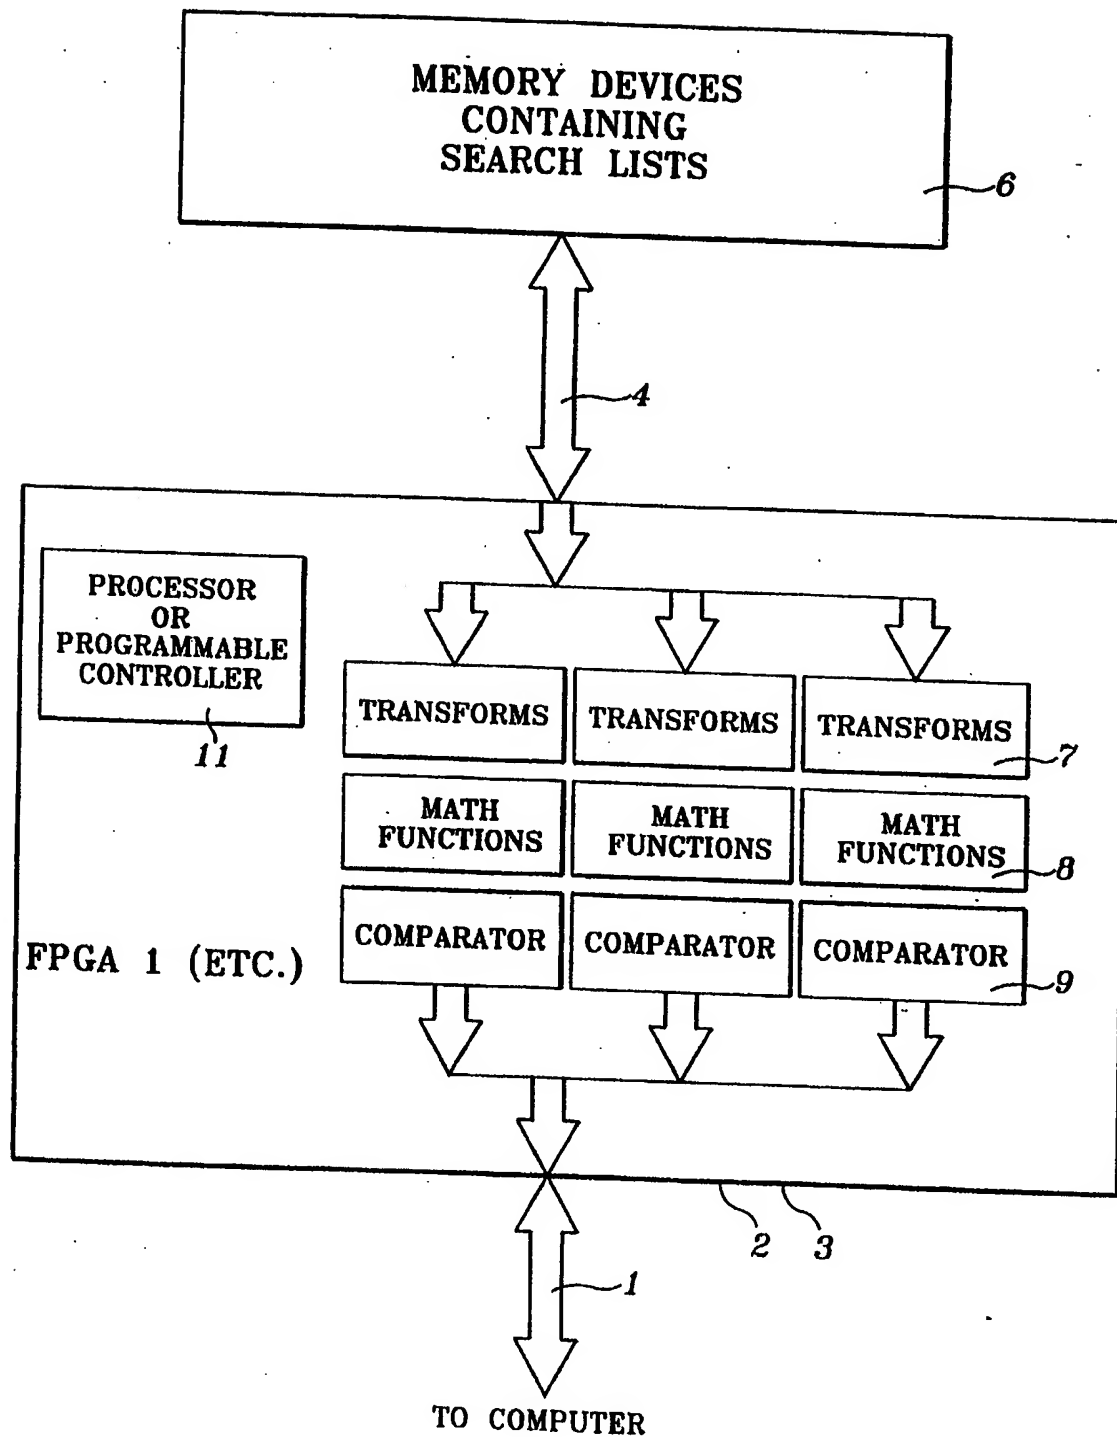 MEMORY DEVICES
CONTAINING
SEARCH LISTS
6
4
PROCESSOR
OR
PROGRAMMABLE
CONTROLLER
11
TRANSFORMS TRANSFORMS TRANSFORMS
7
MATH
FUNCTIONS
MATH
FUNCTIONS
MATH
FUNCTIONS
8
COMPARATOR COMPARATOR COMPARATOR
9
FPGA 1 (ETC.)
2
3
1
TO COMPUTER